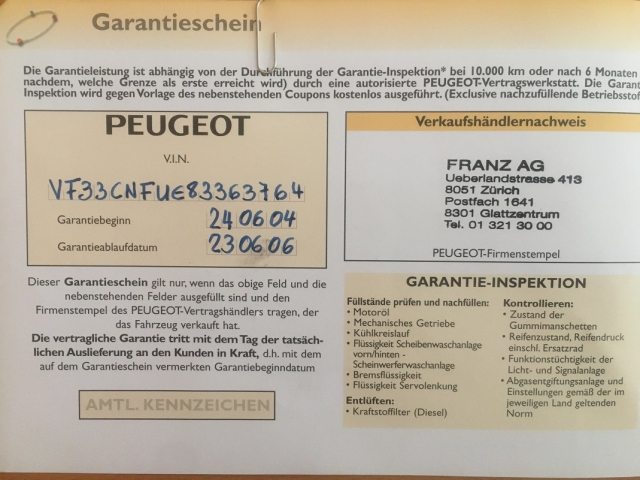 Garantieschein
Die Garantieleistung ist abhängig von der Durchführung der Garantie-Inspektion* bei 10.000 km oder nach 6 Monaten
nachdem, welche Grenze als erste erreicht wird) durch eine autorisierte PEUGEOT-Vertragswerkstatt. Die Garant
Inspektion wird gegen Vorlage des nebenstehenden Coupons kostenlos ausgeführt. (Exclusive nachzufüllende Betriebsstof
PEUGEOT
V.I.N.
VF33CNFUE83363764
Garantiebeginn 24 06 04
Garantieablaufdatum 23 06 06
Dieser Garantieschein gilt nur, wenn das obige Feld und die
nebenstehenden Felder ausgefüllt sind und den
Firmenstempel des PEUGEOT-Vertragshändlers tragen, der
das Fahrzeug verkauft hat.
Die vertragliche Garantie tritt mit dem Tag der tatsäch-
lichen Auslieferung an den Kunden in Kraft, d.h. mit dem
auf dem Garantieschein vermerkten Garantiebeginndatum
AMTL. KENNZEICHEN
Verkaufshändlernachweis
FRANZ AG
Ueberlandstrasse 413
8051 Zürich
Postfach 1641
8301 Glattzentrum
Tel. 01 321 30 00
PEUGEOT-Firmenstempel
GARANTIE-INSPEKTION
Füllstände prüfen und nachfüllen:
• Motoröl
• Mechanisches Getriebe
• Kühlkreislauf
• Flüssigkeit Scheibenwaschanlage
vorn/hinten -
Scheinwerferwaschanlage
• Bremsflüssigkeit
• Flüssigkeit Servolenkung
Entlüften:
• Kraftstoffilter (Diesel)
Kontrollieren:
• Zustand der
Gummimanschetten
• Reifenzustand, Reifendruck
einschl. Ersatzrad
• Funktionstüchtigkeit der
Licht- und Signalanlage
• Abgasentgiftungsanlage und
Einstellungen gemäß der im
jeweiligen Land geltenden
Norm